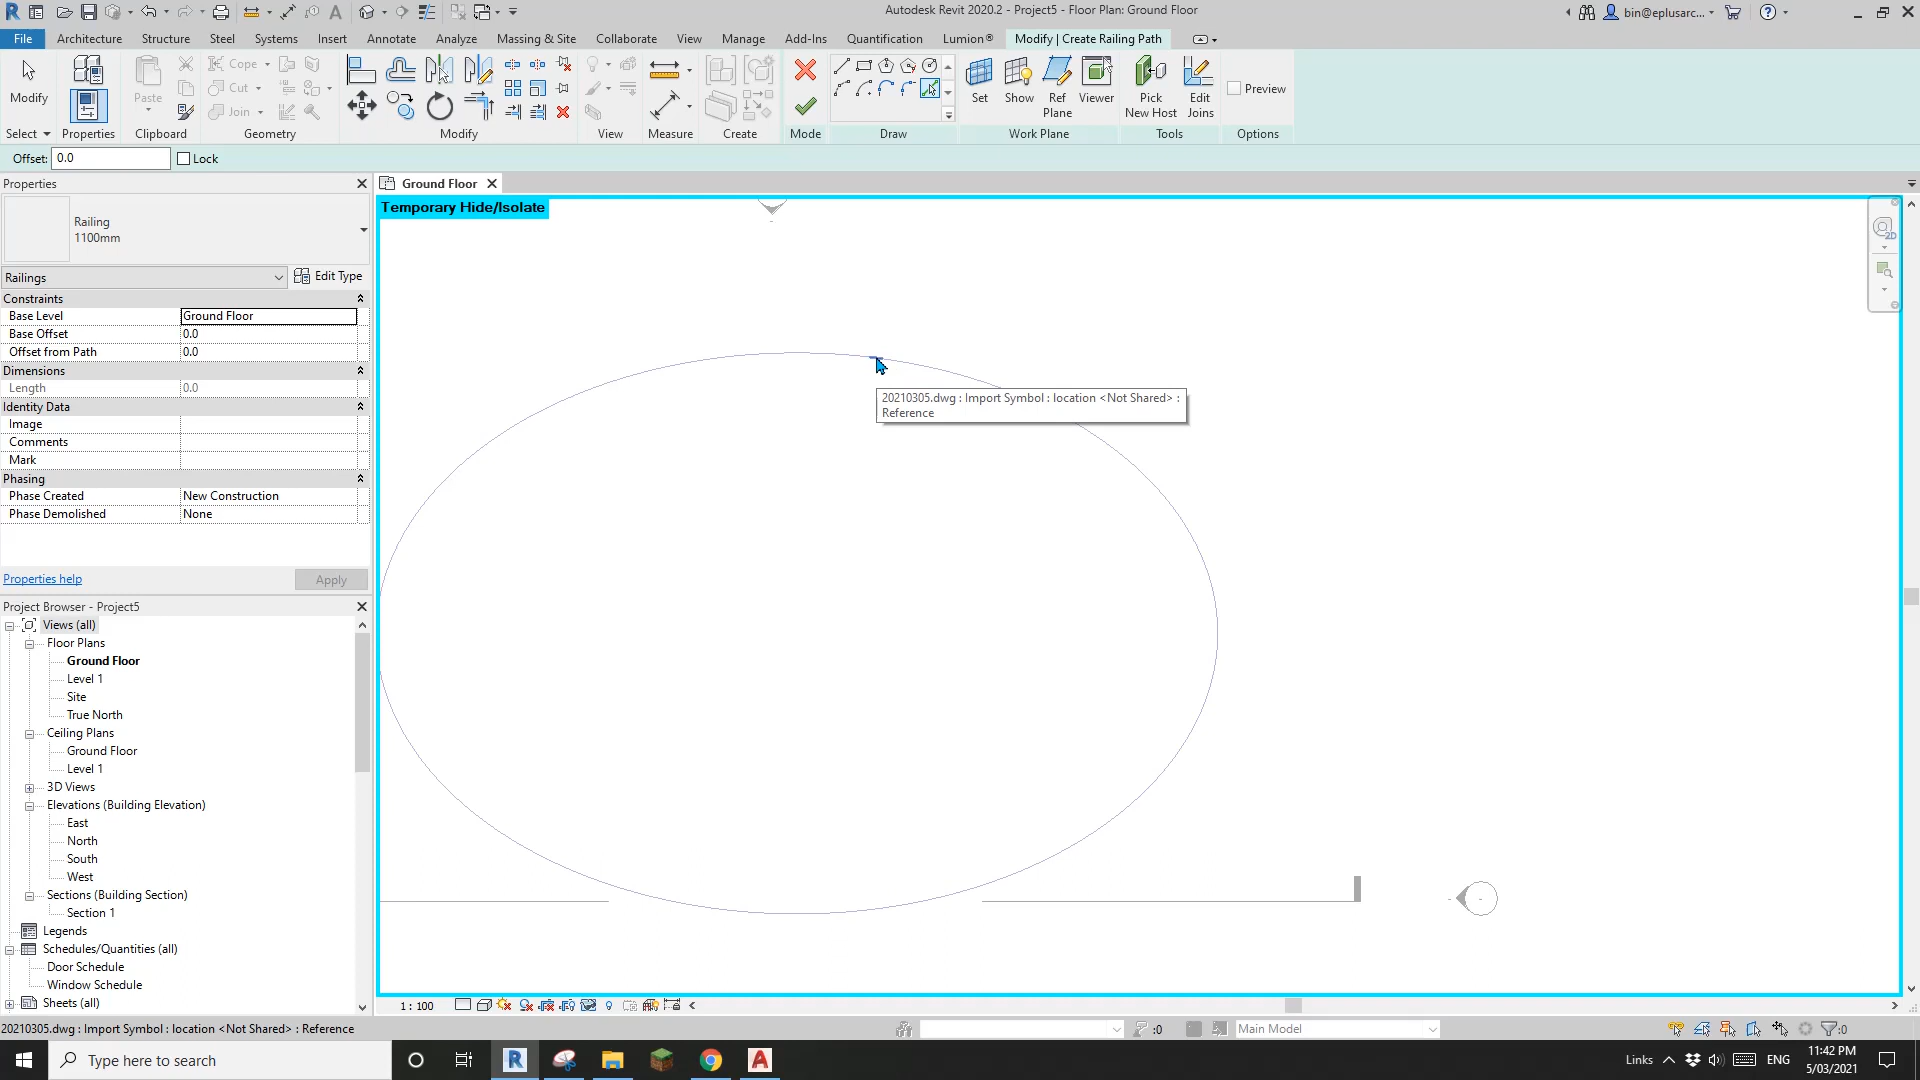 Autodesk Revit 2020.2 - Project5 - Floor Plan: Ground Floor
bin@eplusarc...
File
Architecture
Structure
Steel
Systems
Insert
Annotate
Analyze
Massing & Site
Collaborate
View
Manage
Add-Ins
Quantification
Lumion®
Modify | Create Railing Path
Modify
Paste
Cope
Cut
Join
Set
Show
Ref
Plane
Viewer
Pick
New Host
Edit
Joins
Preview
Select
Properties
Clipboard
Geometry
Modify
View
Measure
Create
Mode
Draw
Work Plane
Tools
Options
Offset: 0.0
Lock
Properties
Railing
1100mm
Railings
Edit Type
Constraints
Base Level Ground Floor
Base Offset 0.0
Offset from Path 0.0
Dimensions
Length 0.0
Identity Data
Image
Comments
Mark
Phasing
Phase Created New Construction
Phase Demolished None
Properties help
Apply
Project Browser - Project5
Views (all)
Floor Plans
Ground Floor
Level 1
Site
True North
Ceiling Plans
Ground Floor
Level 1
3D Views
Elevations (Building Elevation)
East
North
South
West
Sections (Building Section)
Section 1
Legends
Schedules/Quantities (all)
Door Schedule
Window Schedule
Sheets (all)
Ground Floor
Temporary Hide/Isolate
2D
20210305.dwg : Import Symbol : location <Not Shared> :
Reference
1 : 100
20210305.dwg : Import Symbol : location <Not Shared> : Reference
:0
Main Model
:0
Type here to search
Links
ENG
11:42 PM
5/03/2021